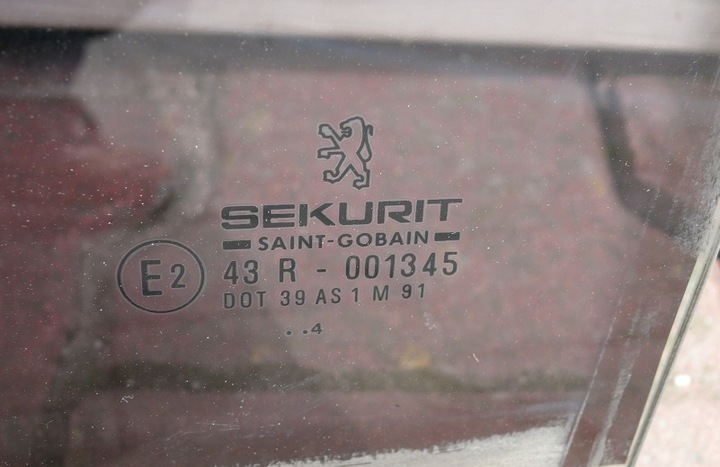 SEKURIT
SAINT-GOBAIN
E2
43 R - 001345
DOT 39 AS 1 M 91
. .4